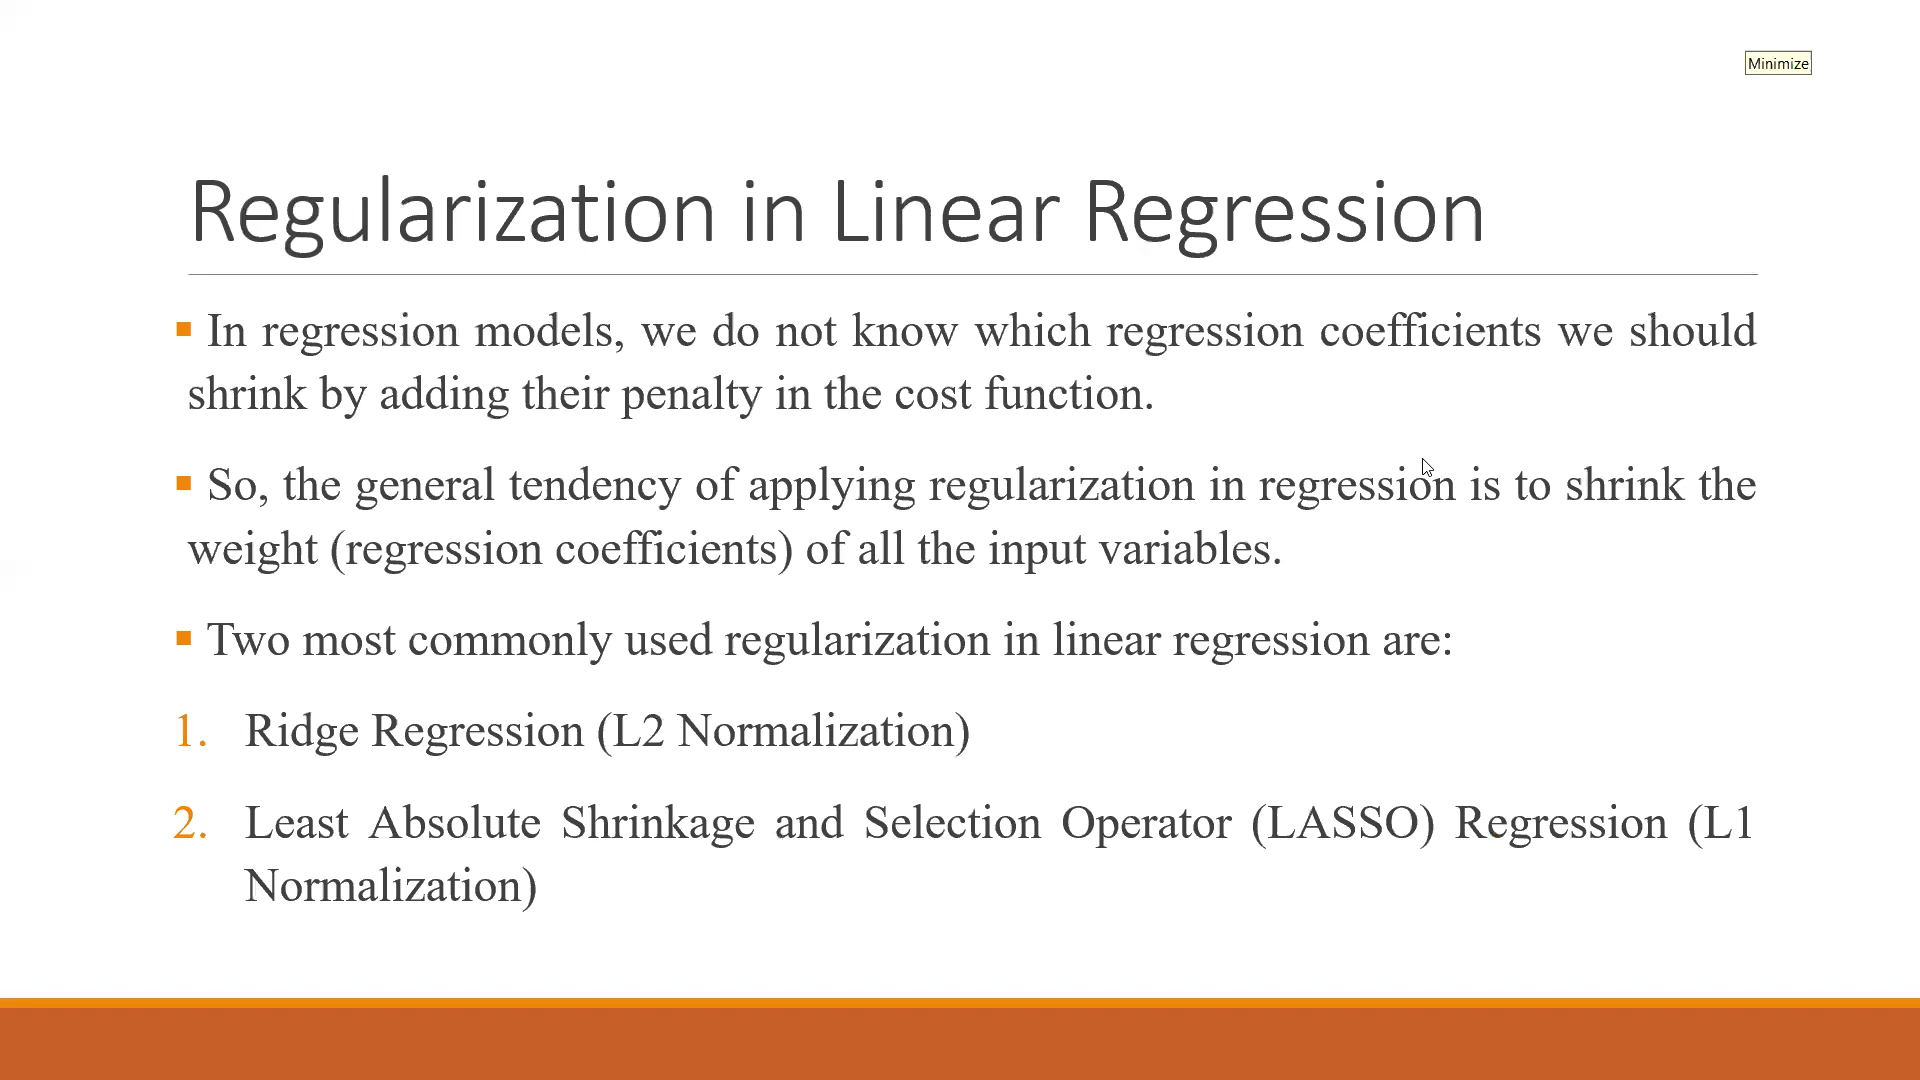 Minimize
Regularization in Linear Regression
In regression models, we do not know which regression coefficients we should
shrink by adding their penalty in the cost function.
So, the general tendency of applying regularization in regression is to shrink the
weight (regression coefficients) of all the input variables.
Two most commonly used regularization in linear regression are:
1. Ridge Regression (L2 Normalization)
2. Least Absolute Shrinkage and Selection Operator (LASSO) Regression (L1
Normalization)